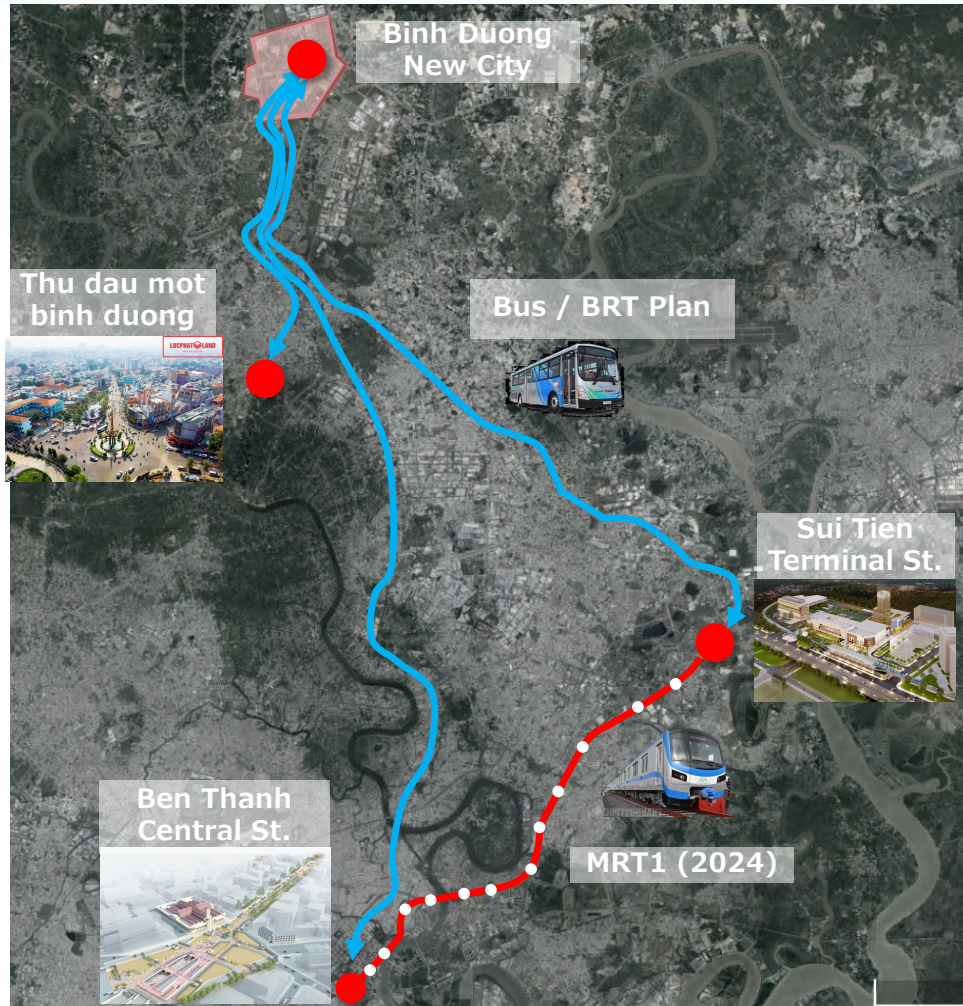 Binh Duong
New City
Thu dau mot
binh duong
LOCPHAT LAND
Bus / BRT Plan
Sui Tien
Terminal St.
Ben Thanh
Central St.
MRT1 (2024)